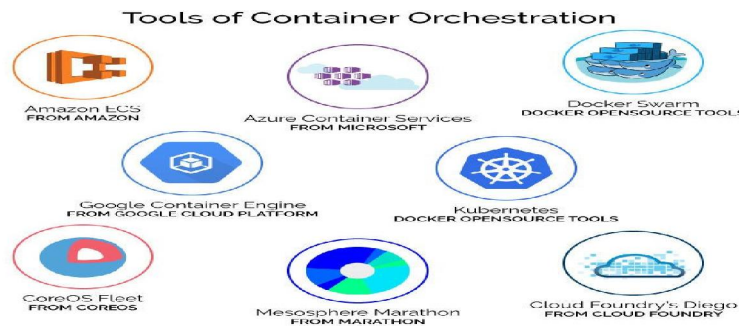 Tools of Container Orchestration
Amazon ECS
FROM AMAZON
Azure Container Services
FROM MICROSOFT
Docker Swarm
DOCKER OPENSOURCE TOOLS
Google Container Engine
FROM GOOGLE CLOUD PLATFORM
Kubernetes
DOCKER OPENSOURCE TOOLS
CoreOS Fleet
FROM COREOS
Mesosphere Marathon
FROM MARATHON
Cloud Foundry's Diego
FROM CLOUD FOUNDRY